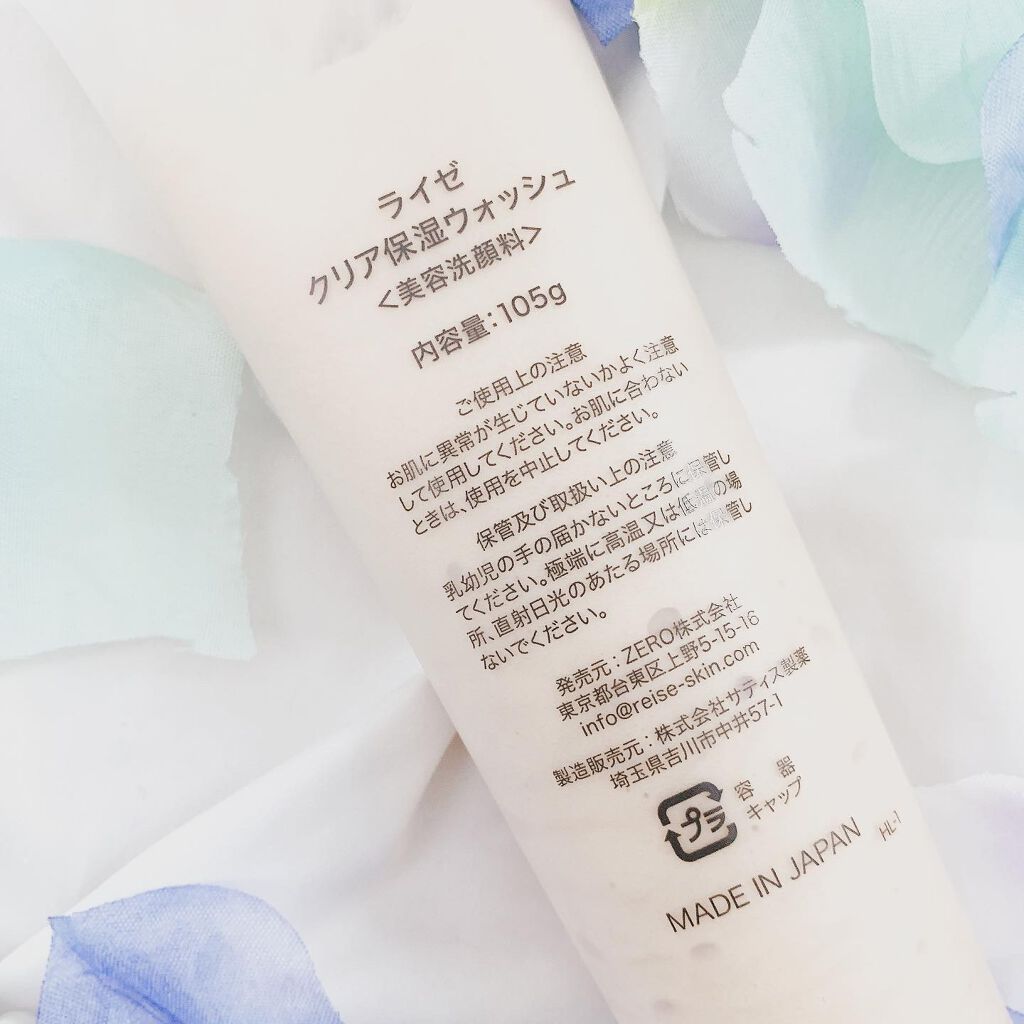 ライゼ
クリア保湿ウォッシュ
<美容洗顔料>
内容量:105g
ご使用上の注意
お肌に異常が生じていないかよく注意
して使用してください。お肌に合わない
ときは、使用を中止してください。
保管及び取扱い上の注意
乳幼児の手の届かないところに保管し
てください。極端に高温又は低温の場
所、直射日光のあたる場所には保管し
ないでください。
発売元:ZERO株式会社
東京都台東区上野5-15-16
info@reise-skin.com
製造販売元:株式会社サティス製薬
埼玉県吉川市中井57-1
プラ
容器
キャップ
MADE IN JAPAN
HL-1